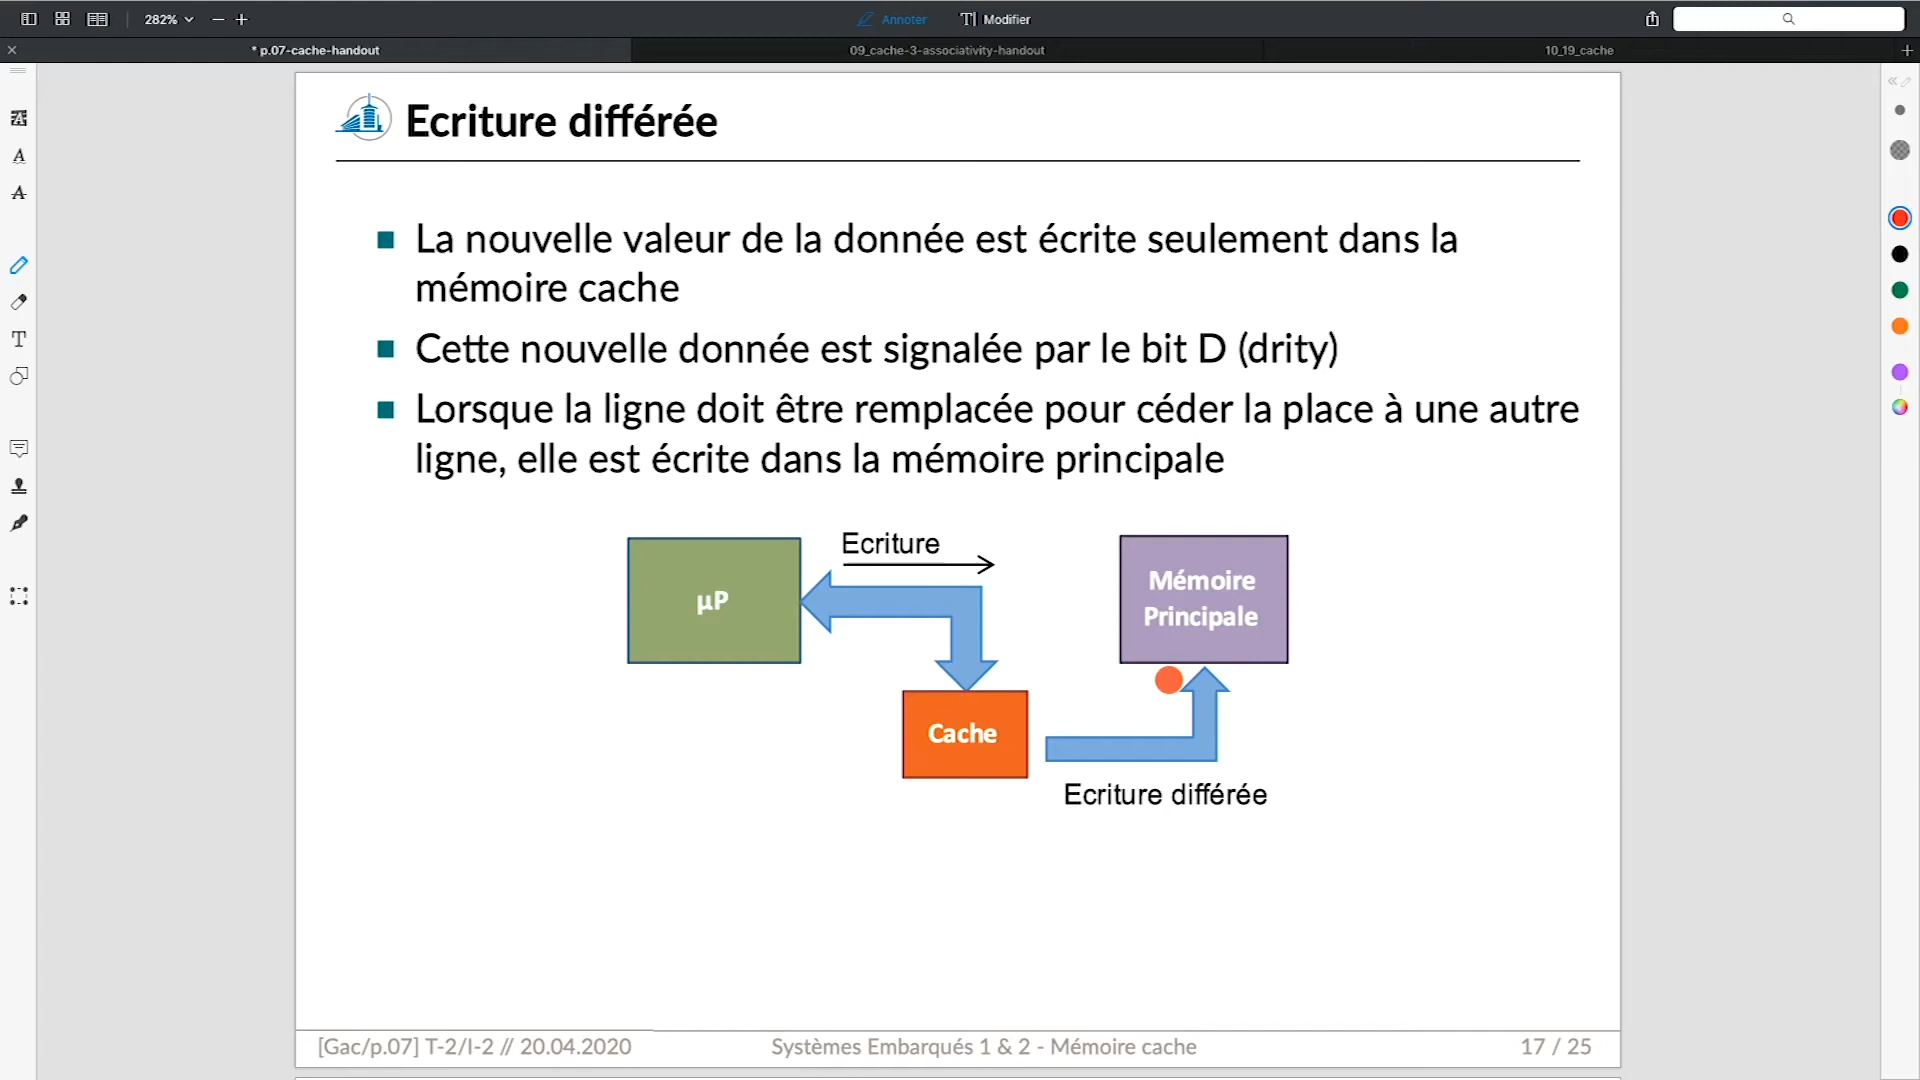 282%
Annoter
Modifier
* p.07-cache-handout
09_cache-3-associativity-handout
10_19_cache
Ecriture différée
La nouvelle valeur de la donnée est écrite seulement dans la
mémoire cache
Cette nouvelle donnée est signalée par le bit D (drity)
Lorsque la ligne doit être remplacée pour céder la place à une autre
ligne, elle est écrite dans la mémoire principale
Ecriture
µP
Mémoire
Principale
Cache
Ecriture différée
[Gac/p.07] T-2/I-2 // 20.04.2020
Systèmes Embarqués 1 & 2 - Mémoire cache
17 / 25